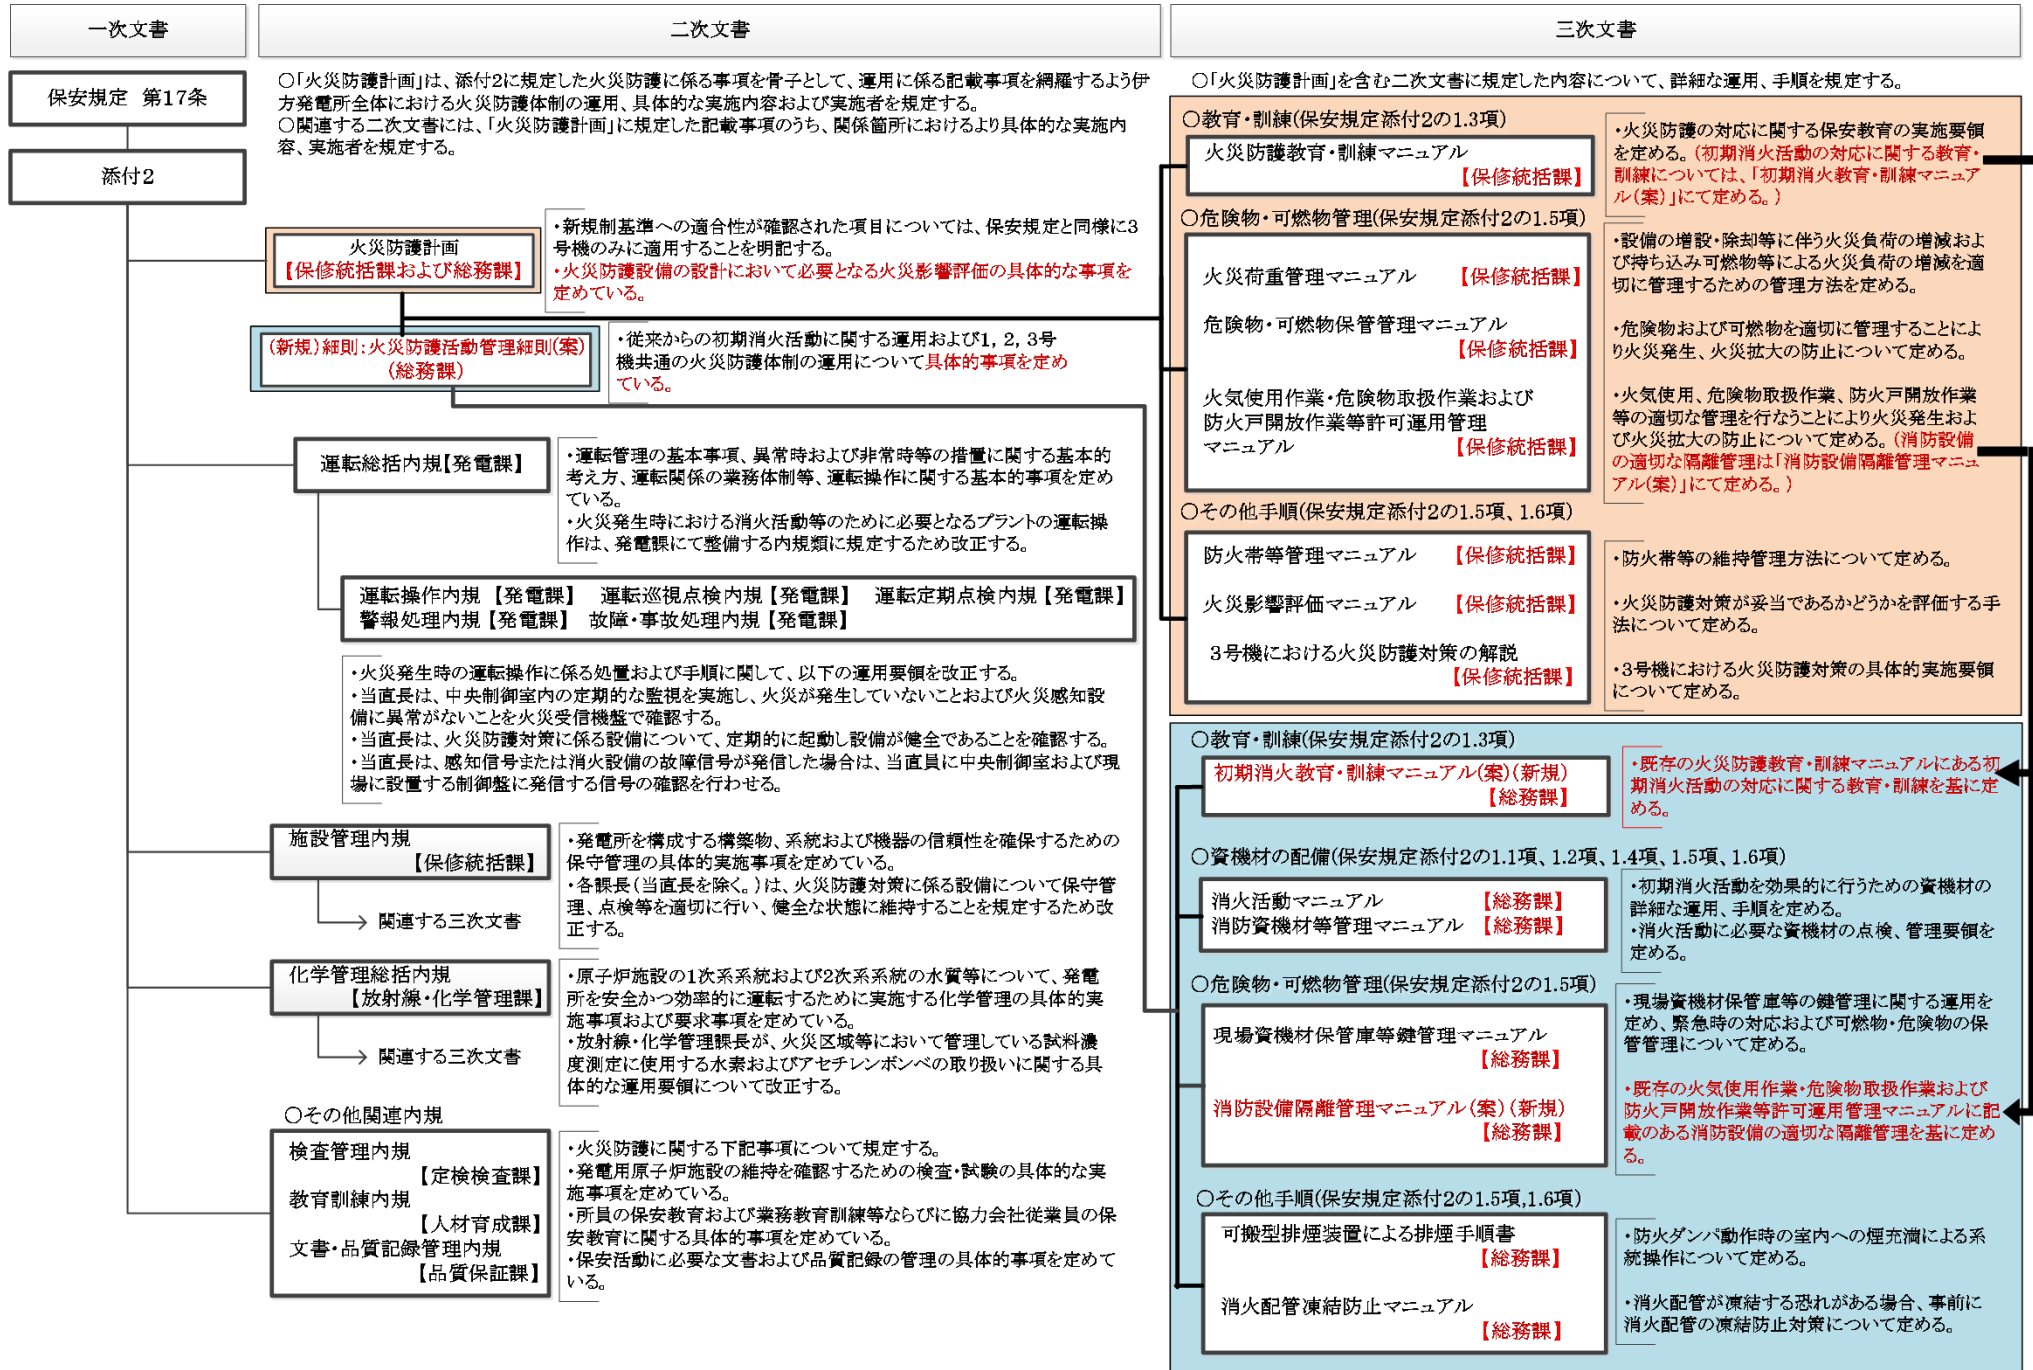 一次文書
二次文書
三次文書
保安規定 第17条
添付2
○「火災防護計画」は、添付2に規定した火災防護に係る事項を骨子として、運用に係る記載事項を網羅するよう伊
方発電所全体における火災防護体制の運用、具体的な実施内容および実施者を規定する。
○関連する二次文書には、「火災防護計画」に規定した記載事項のうち、関係箇所におけるより具体的な実施内
容、実施者を規定する。
火災防護計画
【保修統括課および総務課】
・新規制基準への適合性が確認された項目については、保安規定と同様に3
号機のみに適用することを明記する。
・火災防護設備の設計において必要となる火災影響評価の具体的な事項を
定めている。
(新規)細則:火災防護活動管理細則(案)
(総務課)
・従来からの初期消火活動に関する運用および1, 2, 3号
機共通の火災防護体制の運用について具体的事項を定め
ている。
運転総括内規【発電課】
・運転管理の基本事項、異常時および非常時等の措置に関する基本的
考え方、運転関係の業務体制等、運転操作に関する基本的事項を定め
ている。
・火災発生時における消火活動等のために必要となるプラントの運転操
作は、発電課にて整備する内規類に規定するため改正する。
運転操作内規 【発電課】 運転巡視点検内規【発電課】 運転定期点検内規【発電課】
警報処理内規【発電課】 故障・事故処理内規【発電課】
・火災発生時の運転操作に係る処置および手順に関して、以下の運用要領を改正する。
・当直長は、中央制御室内の定期的な監視を実施し、火災が発生していないことおよび火災感知設
備に異常がないことを火災受信機盤で確認する。
・当直長は、火災防護対策に係る設備について、定期的に起動し設備が健全であることを確認する。
・当直長は、感知信号または消火設備の故障信号が発信した場合は、当直員に中央制御室および現
場に設置する制御盤に発信する信号の確認を行わせる。
施設管理内規
【保修統括課】
関連する三次文書
・発電所を構成する構築物、系統および機器の信頼性を確保するための
保守管理の具体的実施事項を定めている。
・各課長(当直長を除く。)は、火災防護対策に係る設備について保守管
理、点検等を適切に行い、健全な状態に維持することを規定するため改
正する。
化学管理総括内規
【放射線・化学管理課】
関連する三次文書
・原子炉施設の1次系系統および2次系系統の水質等について、発電
所を安全かつ効率的に運転するために実施する化学管理の具体的実
施事項および要求事項を定めている。
・放射線・化学管理課長が、火災区域等において管理している試料濃
度測定に使用する水素およびアセチレンボンベの取り扱いに関する具
体的な運用要領について改正する。
○その他関連内規
検査管理内規
【定検検査課】
教育訓練内規
【人材育成課】
文書・品質記録管理内規
【品質保証課】
・火災防護に関する下記事項について規定する。
・発電用原子炉施設の維持を確認するための検査・試験の具体的な実
施事項を定めている。
・所員の保安教育および業務教育訓練等ならびに協力会社従業員の保
安教育に関する具体的事項を定めている。
・保安活動に必要な文書および品質記録の管理の具体的事項を定めて
いる。
○「火災防護計画」を含む二次文書に規定した内容について、詳細な運用、手順を規定する。
○教育・訓練(保安規定添付2の1.3項)
火災防護教育・訓練マニュアル
【保修統括課】
・火災防護の対応に関する保安教育の実施要領
を定める。(初期消火活動の対応に関する教育・
訓練については、「初期消火教育・訓練マニュア
ル(案)」にて定める。)
○危険物・可燃物管理(保安規定添付2の1.5項)
火災荷重管理マニュアル 【保修統括課】
危険物・可燃物保管管理マニュアル
【保修統括課】
火気使用作業・危険物取扱作業および
防火戸開放作業等許可運用管理
マニュアル 【保修統括課】
・設備の増設・除却等に伴う火災負荷の増減およ
び持ち込み可燃物等による火災負荷の増減を適
切に管理するための管理方法を定める。
・危険物および可燃物を適切に管理することによ
り火災発生、火災拡大の防止について定める。
・火気使用、危険物取扱作業、防火戸開放作業
等の適切な管理を行なうことにより火災発生およ
び火災拡大の防止について定める。(消防設備
の適切な隔離管理は「消防設備隔離管理マニュ
アル(案)」にて定める。)
○その他手順(保安規定添付2の1.5項、1.6項)
防火帯等管理マニュアル 【保修統括課】
火災影響評価マニュアル 【保修統括課】
3号機における火災防護対策の解説
【保修統括課】
・防火帯等の維持管理方法について定める。
・火災防護対策が妥当であるかどうかを評価する手
法について定める。
・3号機における火災防護対策の具体的実施要領
について定める。
○教育・訓練(保安規定添付2の1.3項)
初期消火教育・訓練マニュアル(案)(新規)
【総務課】
・既存の火災防護教育・訓練マニュアルにある初
期消火活動の対応に関する教育・訓練を基に定
める。
○資機材の配備(保安規定添付2の1.1項、1.2項、1.4項、1.5項、1.6項)
消火活動マニュアル 【総務課】
消防資機材等管理マニュアル 【総務課】
・初期消火活動を効果的に行うための資機材の
詳細な運用、手順を定める。
・消火活動に必要な資機材の点検、管理要領を
定める。
○危険物・可燃物管理(保安規定添付2の1.5項)
現場資機材保管庫等鍵管理マニュアル
【総務課】
消防設備隔離管理マニュアル(案)(新規)
【総務課】
・現場資機材保管庫等の鍵管理に関する運用を
定め、緊急時の対応および可燃物・危険物の保
管管理について定める。
・既存の火気使用作業・危険物取扱作業および
防火戸開放作業等許可運用管理マニュアルに記
載のある消防設備の適切な隔離管理を基に定め
る。
○その他手順(保安規定添付2の1.5項,1.6項)
可搬型排煙装置による排煙手順書
【総務課】
消火配管凍結防止マニュアル
【総務課】
・防火ダンパ動作時の室内への煙充満による系
統操作について定める。
・消火配管が凍結する恐れがある場合、事前に
消火配管の凍結防止対策について定める。